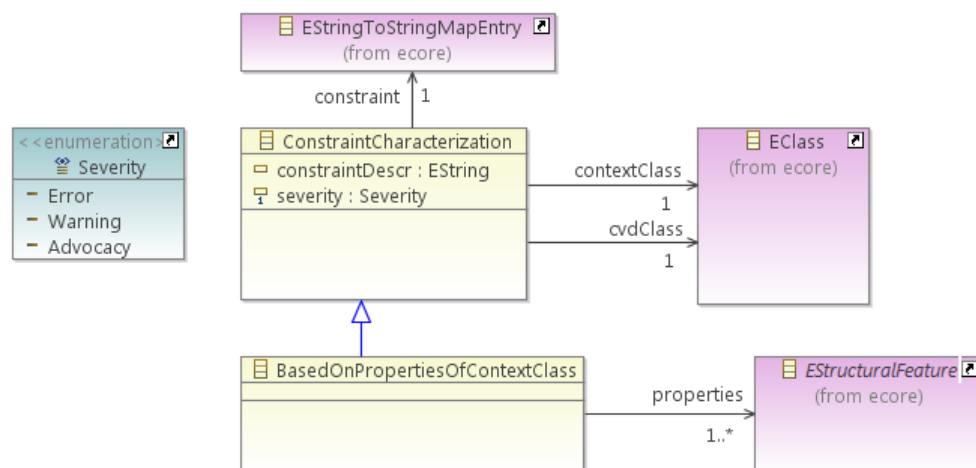 EStringToStringMapEntry
(from ecore)
constraint 1
<<enumeration>>
Severity
Error
Warning
Advocacy
ConstraintCharacterization
constraintDescr : EString
severity : Severity
contextClass
1
cvdClass
1
EClass
(from ecore)
BasedOnPropertiesOfContextClass
properties
1..*
EStructuralFeature
(from ecore)